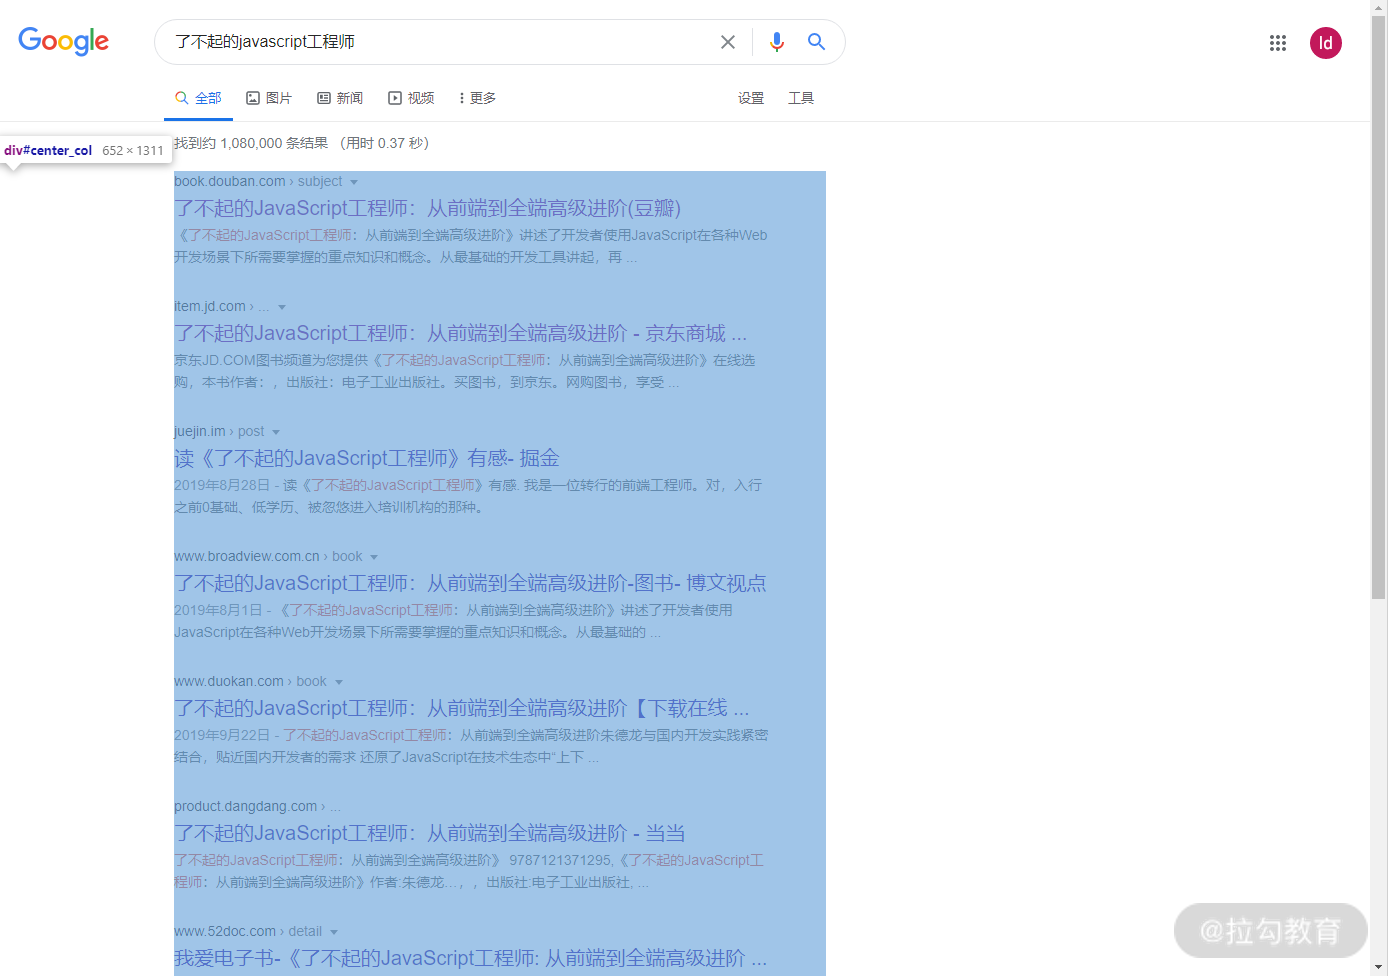 Google
了不起的javascript工程师
Id
全部
图片
新闻
视频
更多
设置
工具
找到约 1,080,000 条结果 （用时 0.37 秒）
div#center_col 652 × 1311
book.douban.com › subject
了不起的JavaScript工程师：从前端到全端高级进阶(豆瓣)
《了不起的JavaScript工程师：从前端到全端高级进阶》讲述了开发者使用JavaScript在各种Web
开发场景下所需要掌握的重点知识和概念。从最基础的开发工具讲起，再 ...
item.jd.com › ...
了不起的JavaScript工程师：从前端到全端高级进阶 - 京东商城 ...
京东JD.COM图书频道为您提供《了不起的JavaScript工程师：从前端到全端高级进阶》在线选
购，本书作者：，出版社：电子工业出版社。买图书，到京东。网购图书，享受 ...
juejin.im › post
读《了不起的JavaScript工程师》有感- 掘金
2019年8月28日 - 读《了不起的JavaScript工程师》有感. 我是一位转行的前端工程师。对，入行
之前0基础、低学历、被忽悠进入培训机构的那种。
www.broadview.com.cn › book
了不起的JavaScript工程师：从前端到全端高级进阶-图书- 博文视点
2019年8月1日 - 《了不起的JavaScript工程师：从前端到全端高级进阶》讲述了开发者使用
JavaScript在各种Web开发场景下所需要掌握的重点知识和概念。从最基础的 ...
www.duokan.com › book
了不起的JavaScript工程师：从前端到全端高级进阶【下载在线 ...
2019年9月22日 - 了不起的JavaScript工程师：从前端到全端高级进阶朱德龙与国内开发实践紧密
结合，贴近国内开发者的需求 还原了JavaScript在技术生态中“上下 ...
product.dangdang.com › ...
了不起的JavaScript工程师：从前端到全端高级进阶 - 当当
了不起的JavaScript工程师：从前端到全端高级进阶》 9787121371295,《了不起的JavaScript工
程师：从前端到全端高级进阶》作者:朱德龙...，，出版社:电子工业出版社, ...
www.52doc.com › detail
我爱电子书-《了不起的JavaScript工程师: 从前端到全端高级进阶 ...
@拉勾教育